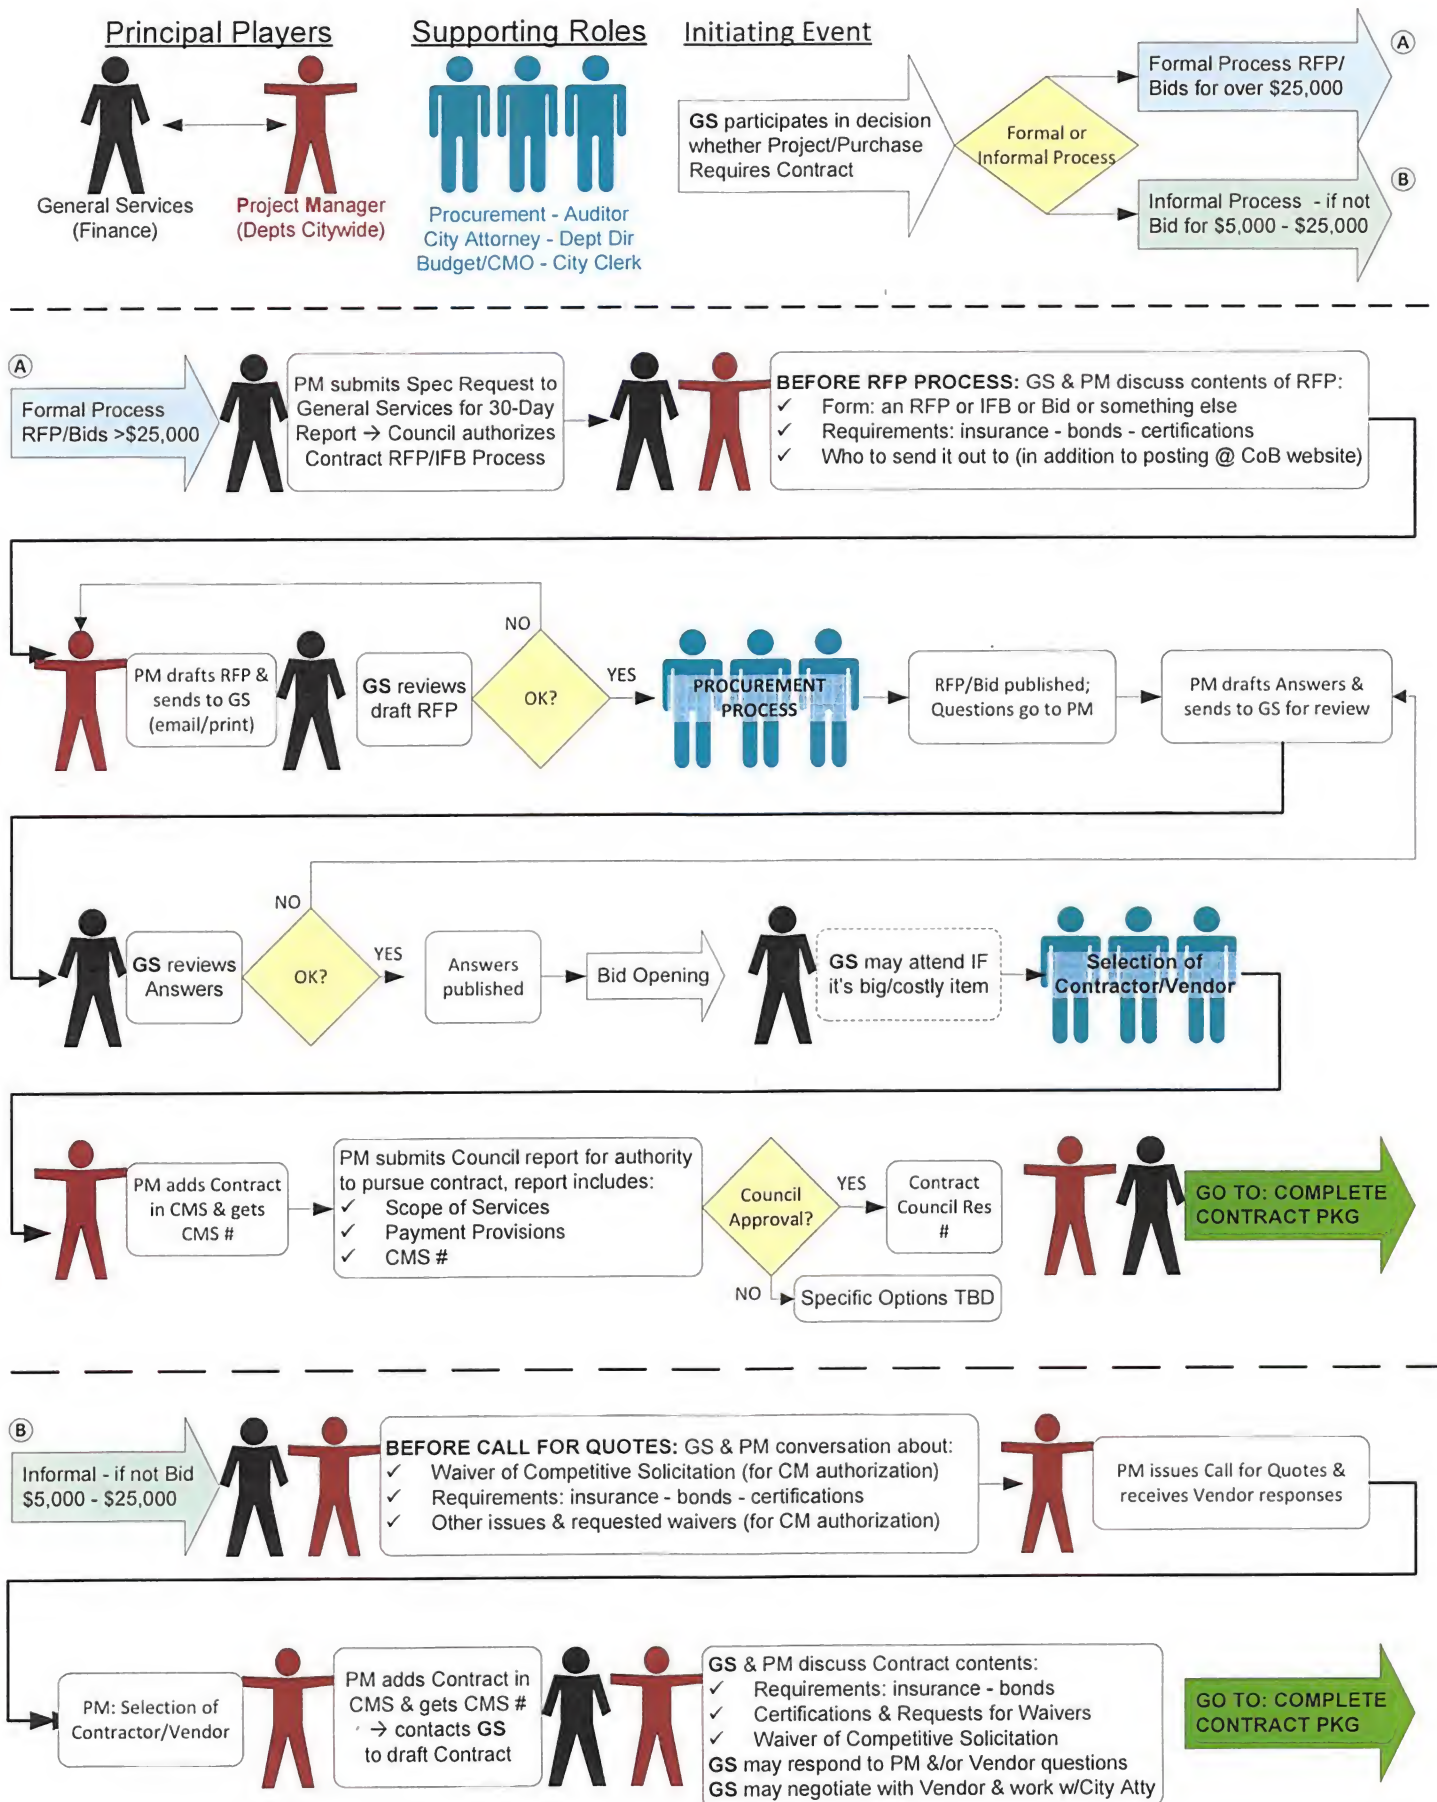 Principal Players
General Services
(Finance)
Project Manager
(Depts Citywide)
Supporting Roles
Procurement - Auditor
City Attorney - Dept Dir
Budget/CMO - City Clerk
Initiating Event
GS participates in decision
whether Project/Purchase
Requires Contract
Formal or
Informal Process
Formal Process RFP/
Bids for over $25,000
A
Informal Process - if not
Bid for $5,000 - $25,000
B
A
Formal Process
RFP/Bids >$25,000
PM submits Spec Request to
General Services for 30-Day
Report → Council authorizes
Contract RFP/IFB Process
BEFORE RFP PROCESS: GS & PM discuss contents of RFP:
✓ Form: an RFP or IFB or Bid or something else
✓ Requirements: insurance - bonds - certifications
✓ Who to send it out to (in addition to posting @ CoB website)
PM drafts RFP &
sends to GS
(email/print)
GS reviews
draft RFP
NO
OK?
YES
PROCUREMENT
PROCESS
RFP/Bid published;
Questions go to PM
PM drafts Answers &
sends to GS for review
GS reviews
Answers
NO
OK?
YES
Answers
published
Bid Opening
GS may attend IF
it's big/costly item
Selection of
Contractor/Vendor
PM adds Contract
in CMS & gets
CMS #
PM submits Council report for authority
to pursue contract, report includes:
✓ Scope of Services
✓ Payment Provisions
✓ CMS #
Council
Approval?
YES
Contract
Council Res
#
NO
Specific Options TBD
GO TO: COMPLETE
CONTRACT PKG
B
Informal - if not Bid
$5,000 - $25,000
BEFORE CALL FOR QUOTES: GS & PM conversation about:
✓ Waiver of Competitive Solicitation (for CM authorization)
✓ Requirements: insurance - bonds - certifications
✓ Other issues & requested waivers (for CM authorization)
PM issues Call for Quotes &
receives Vendor responses
PM: Selection of
Contractor/Vendor
PM adds Contract in
CMS & gets CMS #
→ contacts GS
to draft Contract
GS & PM discuss Contract contents:
✓ Requirements: insurance - bonds
✓ Certifications & Requests for Waivers
✓ Waiver of Competitive Solicitation
GS may respond to PM &/or Vendor questions
GS may negotiate with Vendor & work w/City Atty
GO TO: COMPLETE
CONTRACT PKG